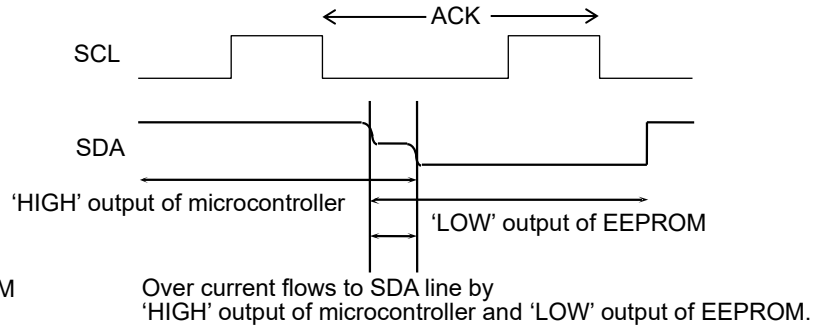 ACK
SCL
SDA
‘HIGH’ output of microcontroller
‘LOW’ output of EEPROM
Over current flows to SDA line by
‘HIGH’ output of microcontroller and ‘LOW’ output of EEPROM.